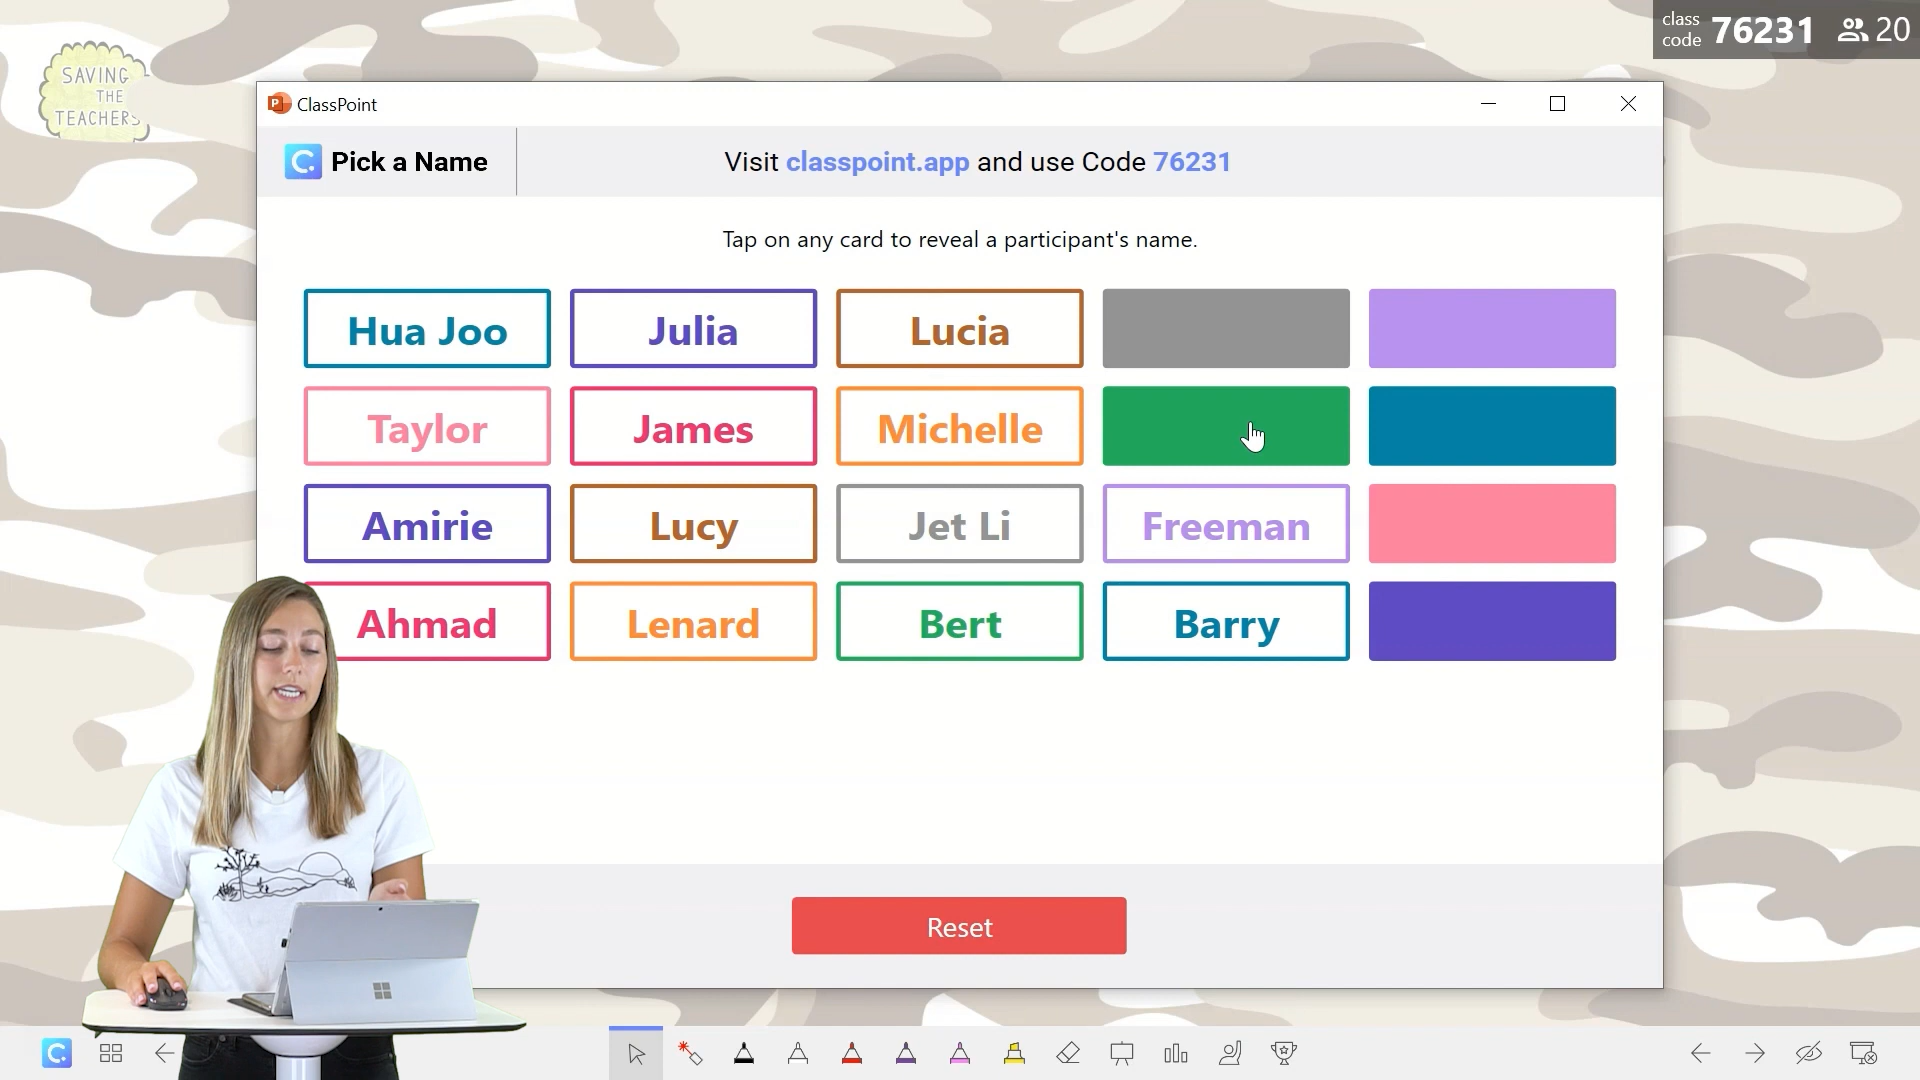 SAVING
THE
TEACHERS
class
code 76231 20
ClassPoint
Pick a Name
Visit classpoint.app and use Code 76231
Tap on any card to reveal a participant's name.
Hua Joo Julia Lucia
Taylor James Michelle
Amirie Lucy Jet Li Freeman
Ahmad Lenard Bert Barry
Reset